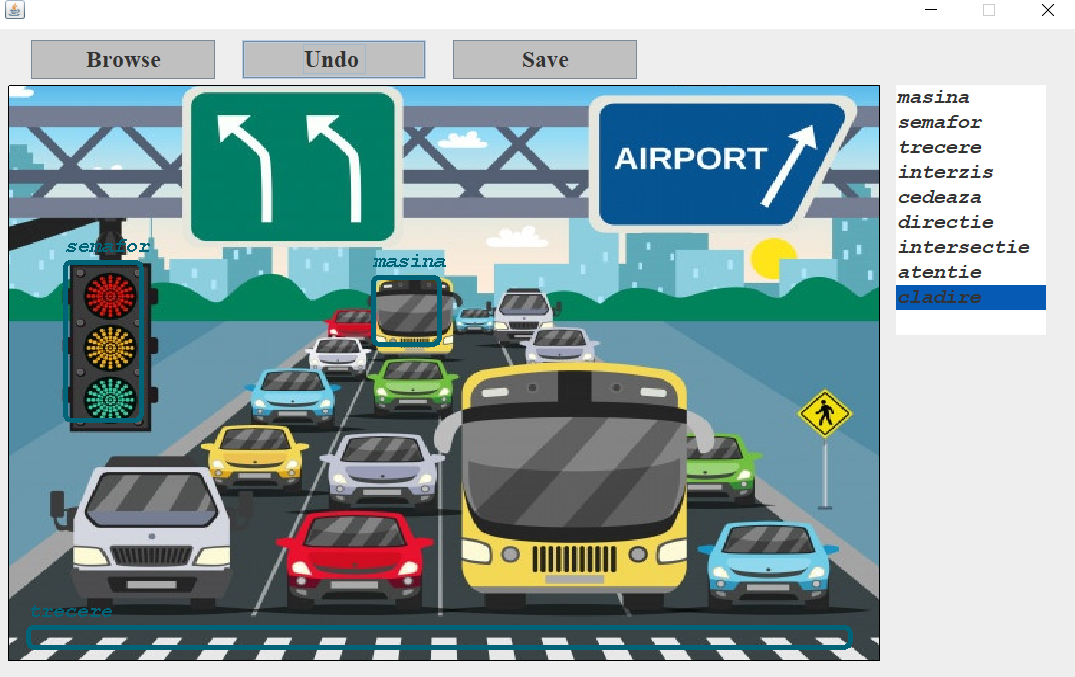 Browse Undo Save
AIRPORT
semafor
masina
trecere
masina
semafor
trecere
interzis
cedeaza
directie
intersectie
atentie
cladire